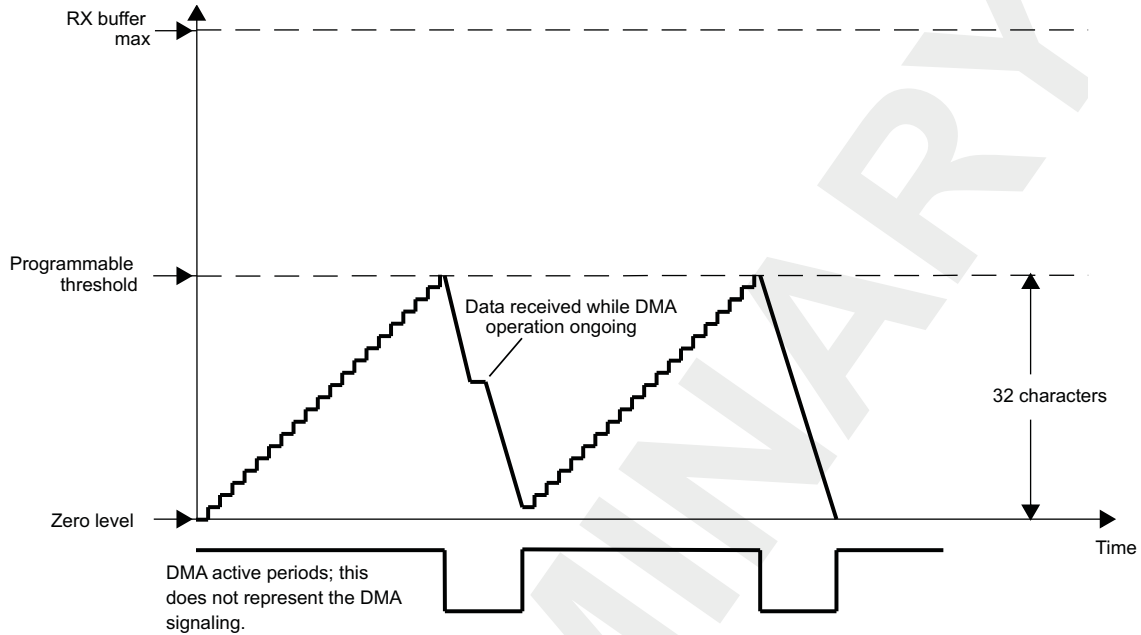 RX buffer
max
Programmable
threshold
Data received while DMA
operation ongoing
32 characters
Zero level
Time
DMA active periods; this
does not represent the DMA
signaling.
MINARY